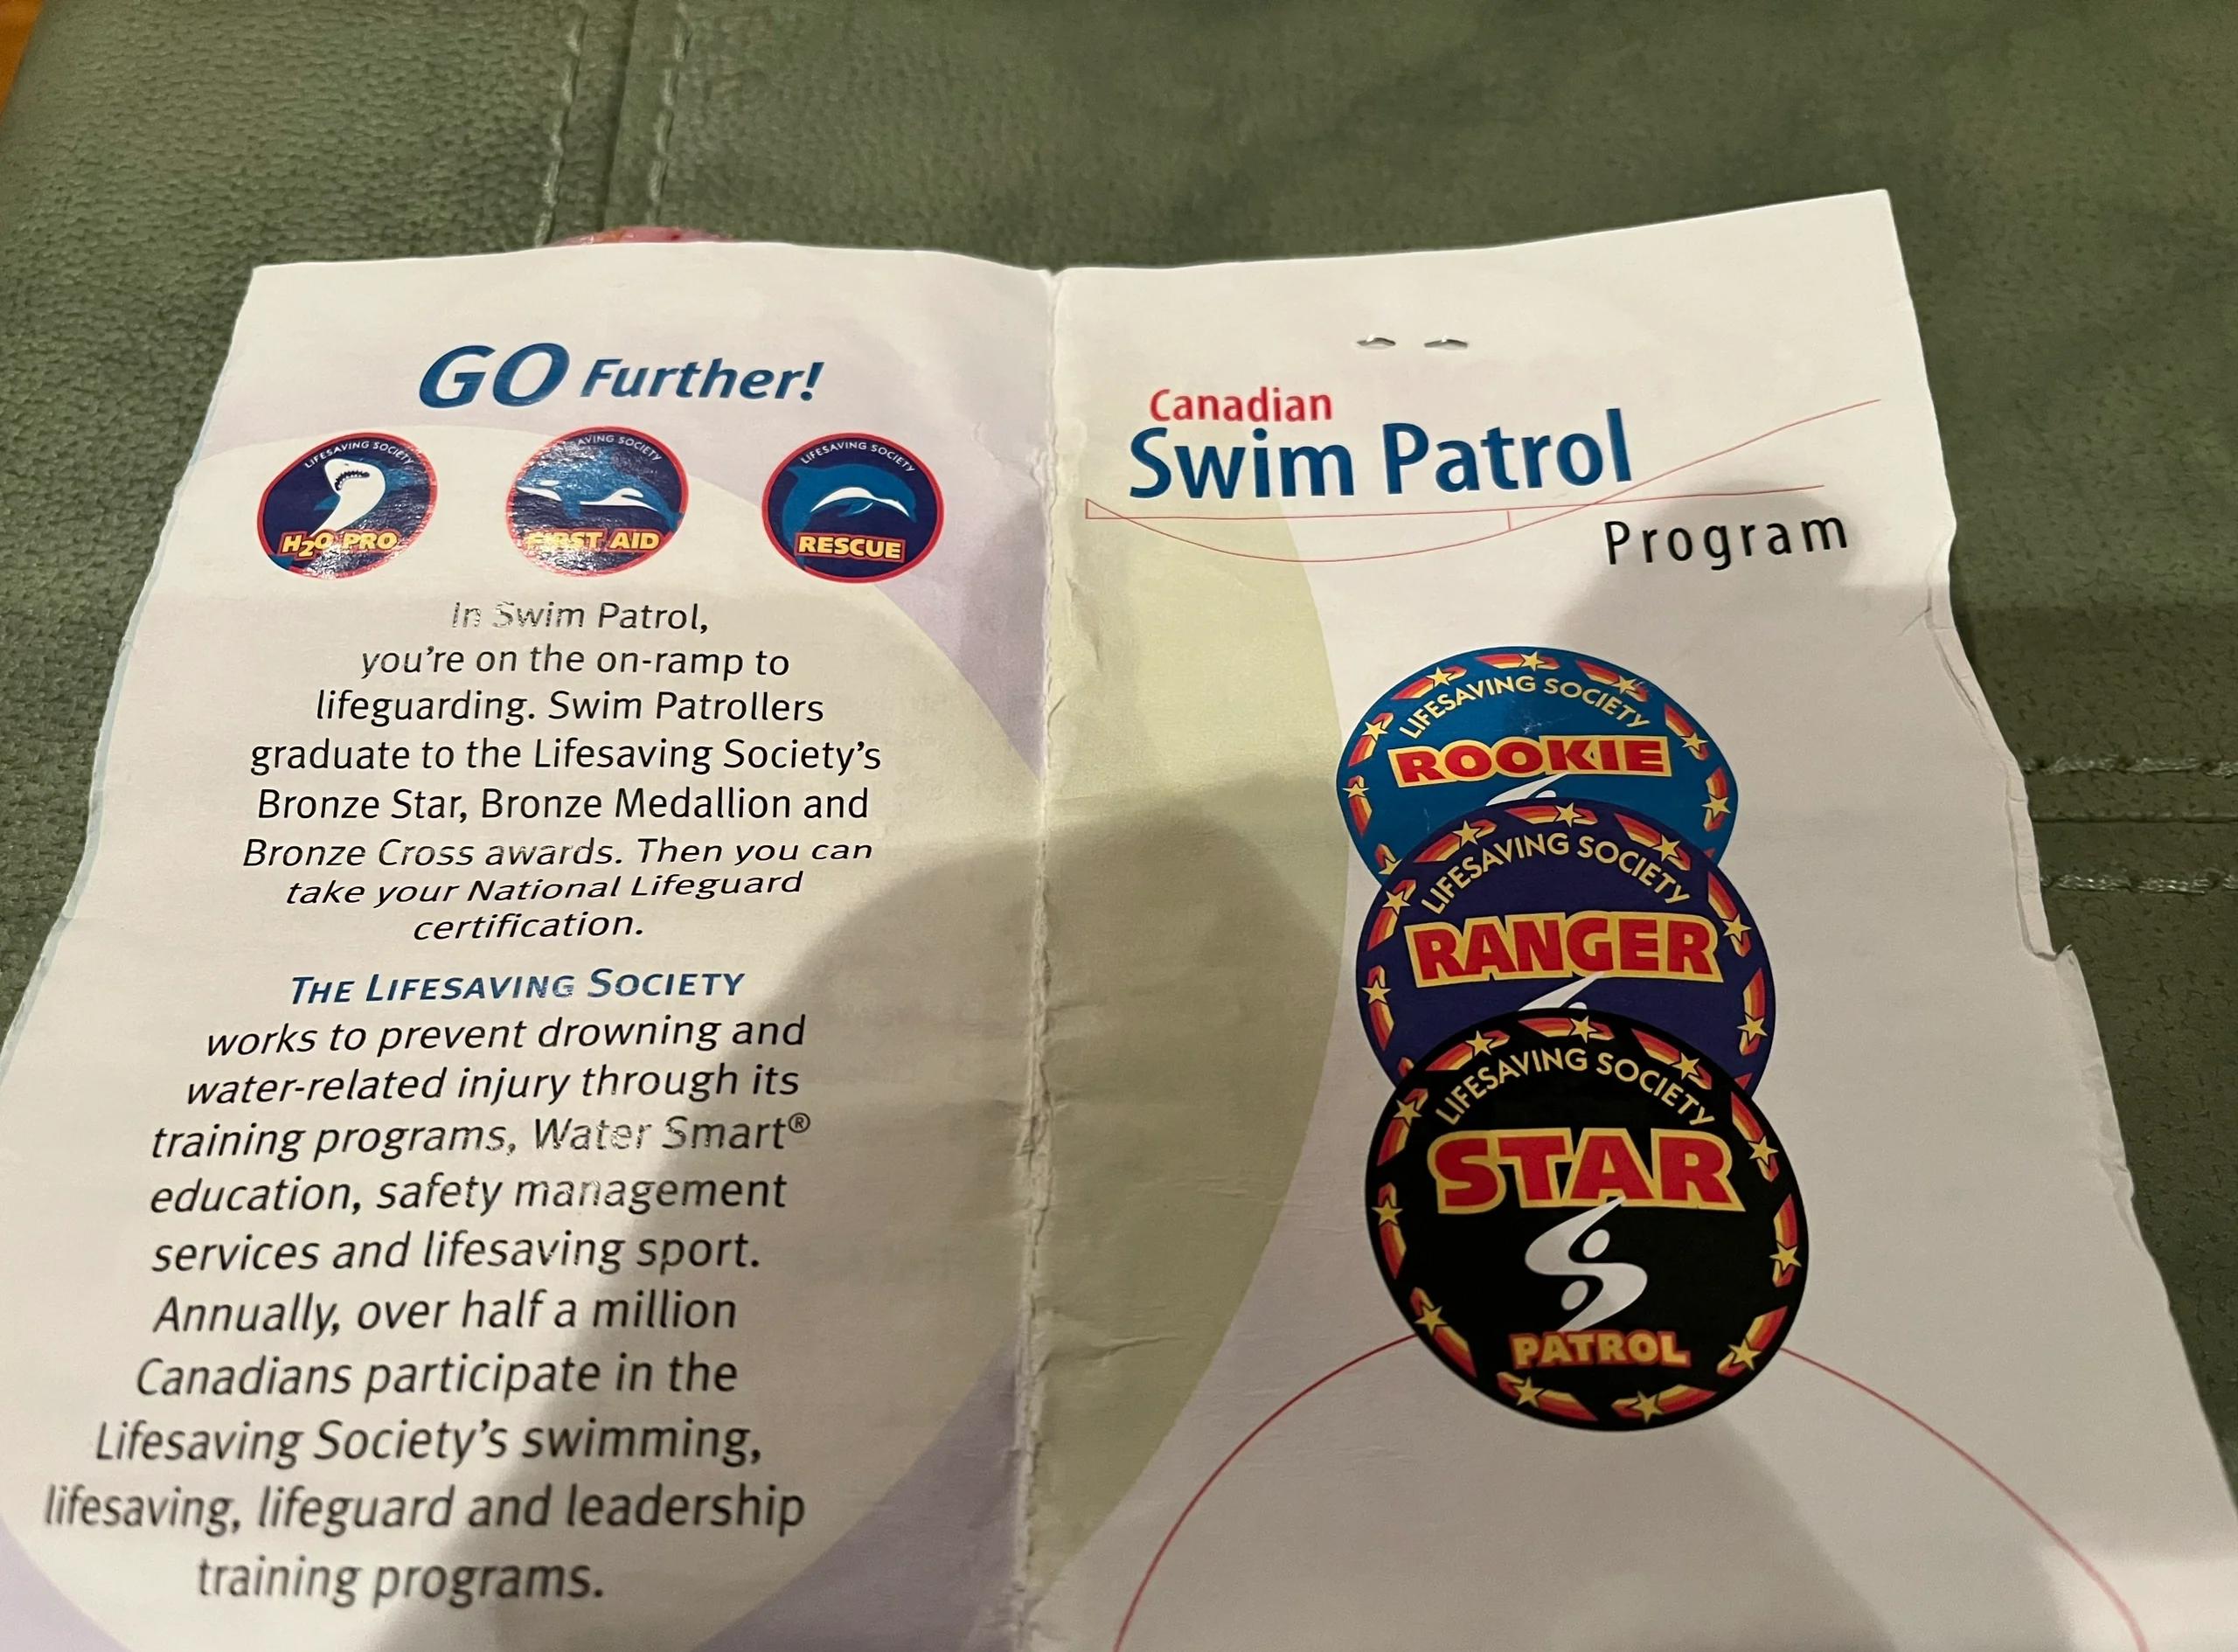 GO Further!
LIFESAVING SOCIETY
H2O PRO
SAVING SOCIETY
FIRST AID
LIFESAVING SOCIETY
RESCUE
In Swim Patrol,
you're on the on-ramp to
lifeguarding. Swim Patrollers
graduate to the Lifesaving Society's
Bronze Star, Bronze Medallion and
Bronze Cross awards. Then you can
take your National Lifeguard
certification.
THE LIFESAVING SOCIETY
works to prevent drowning and
water-related injury through its
training programs, Water Smart®
education, safety management
services and lifesaving sport.
Annually, over half a million
Canadians participate in the
Lifesaving Society's swimming,
lifesaving, lifeguard and leadership
training programs.
Canadian
Swim Patrol
Program
LIFESAVING SOCIETY
ROOKIE
LIFESAVING SOCIETY
RANGER
LIFESAVING SOCIETY
STAR
PATROL